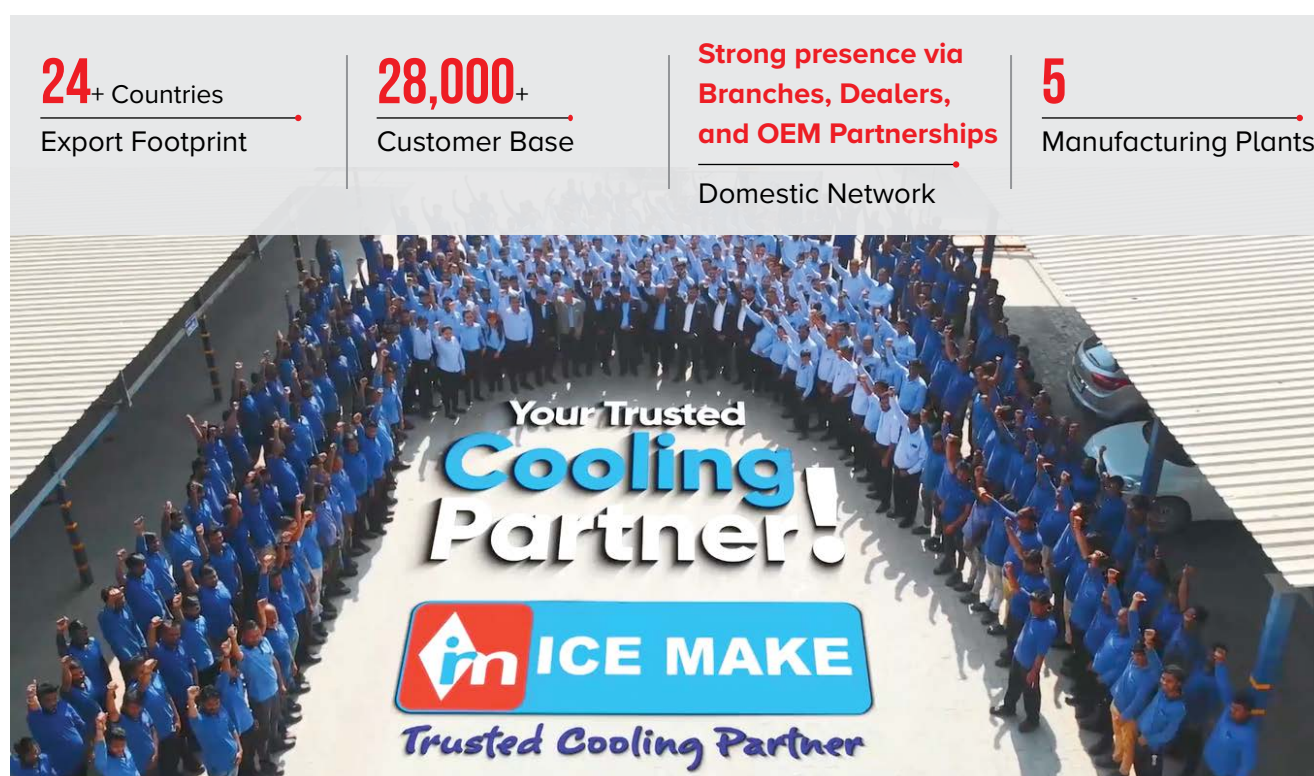 24+ Countries
Export Footprint
28,000+
Customer Base
Strong presence via
Branches, Dealers,
and OEM Partnerships
Domestic Network
5
Manufacturing Plants
Your Trusted
Cooling
Partner!
im ICE MAKE
Trusted Cooling Partner